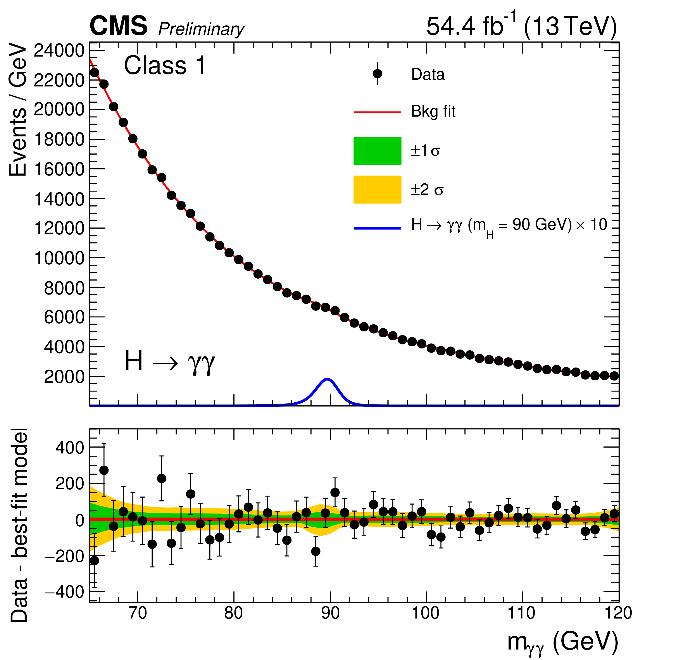 CMS Preliminary 54.4 fb⁻¹ (13 TeV)
Class 1
Events / GeV
24000
22000
20000
18000
16000
14000
12000
10000
8000
6000
4000
2000
Data
Bkg fit
±1σ
±2 σ
H → γγ (m_H = 90 GeV) × 10
H → γγ
Data - best-fit model
400
200
0
−200
−400
70 80 90 100 110 120
m_γγ (GeV)